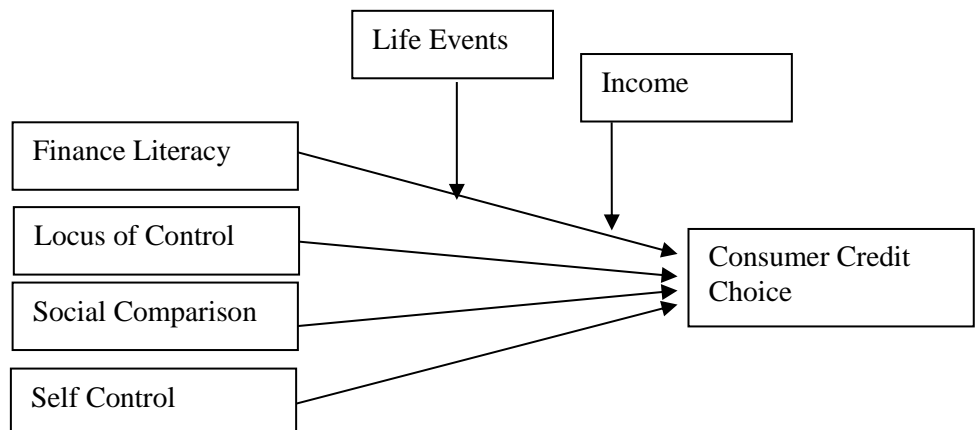 Life Events
Income
Finance Literacy
Locus of Control
Social Comparison
Self Control
Consumer Credit
Choice